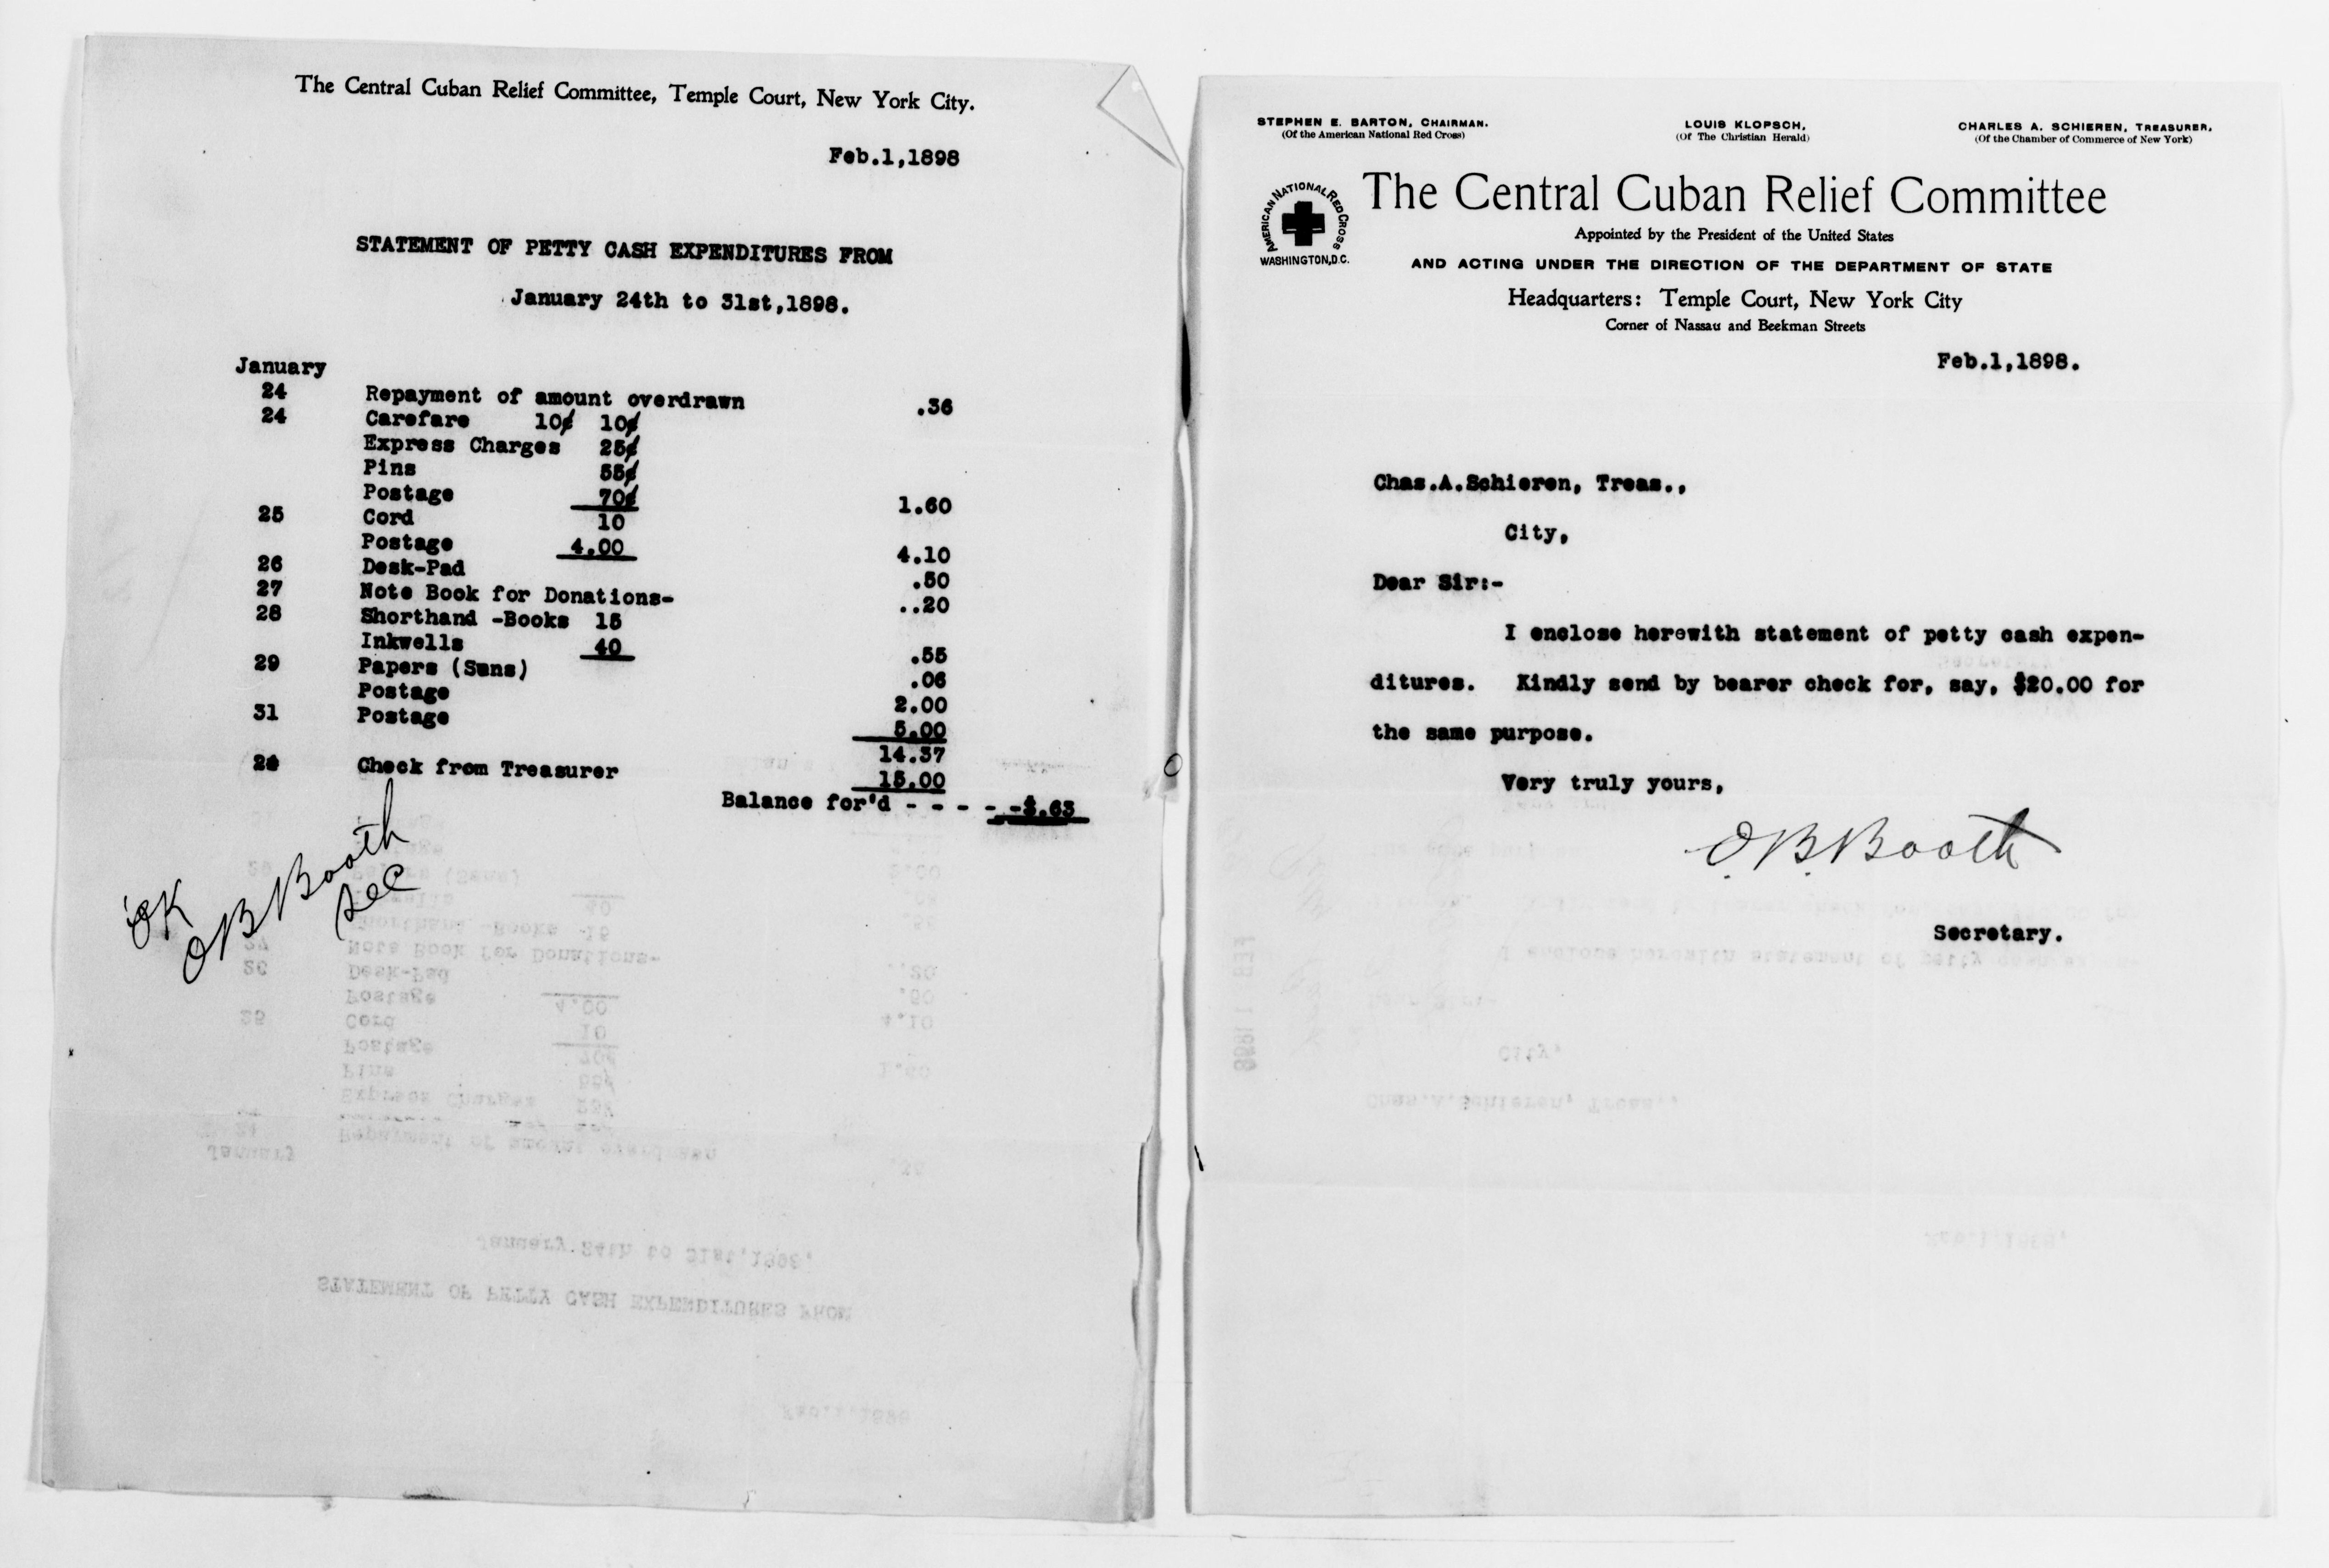 The Central Cuban Relief Committee, Temple Court, New York City.
Feb.1,1898
STATEMENT OF PETTY CASH EXPENDITURES FROM
January 24th to 31st,1898.
January
24 Repayment of amount overdrawn .36
24 Carefare 10¢ 10¢
Express Charges 25¢
Pins 55¢
Postage 70¢ 1.60
25 Cord 10
Postage 4.00 4.10
26 Desk-Pad .50
27 Note Book for Donations- ..20
28 Shorthand -Books 15
Inkwells 40 .55
29 Papers (Suns) .06
Postage 2.00
31 Postage 5.00
14.37
24 Check from Treasurer 15.00
Balance for'd - - - - -$.63
OK
OB Booth
Sec
STEPHEN E. BARTON, CHAIRMAN.
(Of the American National Red Cross)
LOUIS KLOPSCH,
(Of The Christian Herald)
CHARLES A. SCHIEREN, TREASURER,
(Of the Chamber of Commerce of New York)
AMERICAN NATIONAL RED CROSS
WASHINGTON,D.C.
The Central Cuban Relief Committee
Appointed by the President of the United States
AND ACTING UNDER THE DIRECTION OF THE DEPARTMENT OF STATE
Headquarters: Temple Court, New York City
Corner of Nassau and Beekman Streets
Feb.1,1898.
Chas.A.Schieren, Treas.,
City,
Dear Sir:-
I enclose herewith statement of petty cash expen-
ditures. Kindly send by bearer check for, say, $20.00 for
the same purpose.
Very truly yours,
O.B.Booth
Secretary.